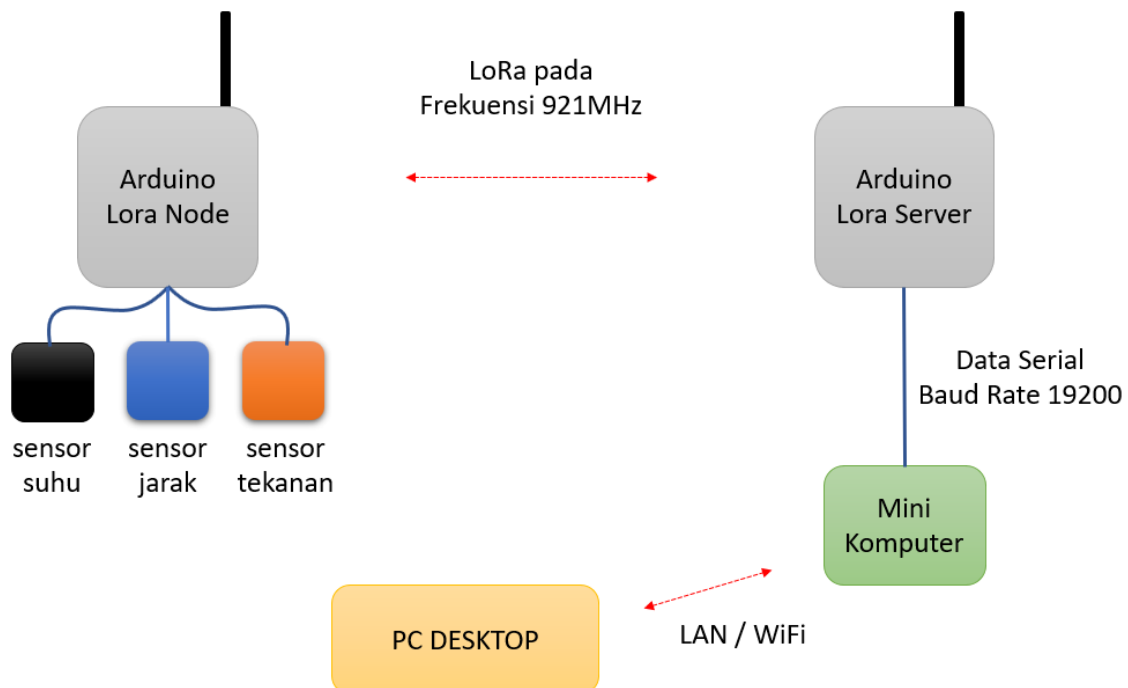 LoRa pada
Frekuensi 921MHz
Arduino
Lora Node
Arduino
Lora Server
sensor
suhu
sensor
jarak
sensor
tekanan
Data Serial
Baud Rate 19200
Mini
Komputer
PC DESKTOP
LAN / WiFi